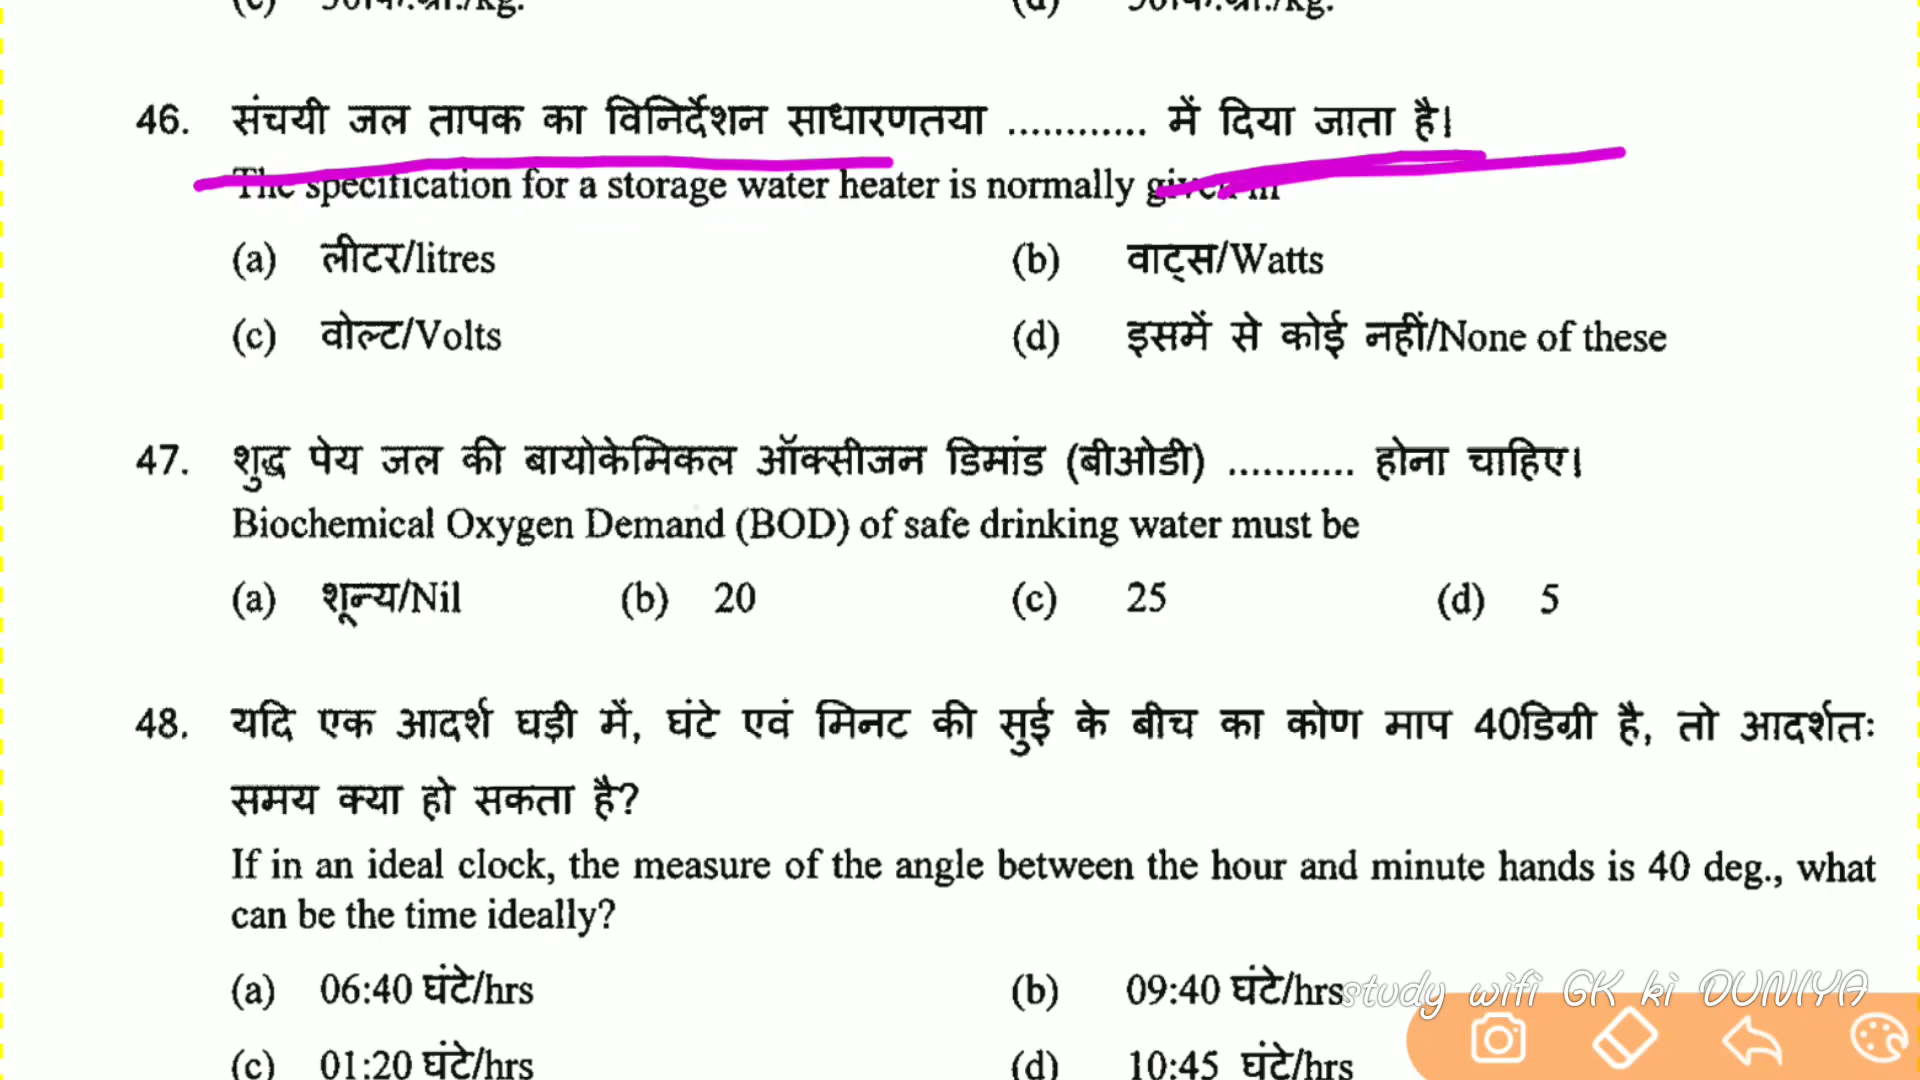 46. संचयी जल तापक का विनिर्देशन साधारणतया ............ में दिया जाता है।
The specification for a storage water heater is normally given in
(a) लीटर/litres (b) वाट्स/Watts
(c) वोल्ट/Volts (d) इसमें से कोई नहीं/None of these
47. शुद्ध पेय जल की बायोकेमिकल ऑक्सीजन डिमांड (बीओडी) ........... होना चाहिए।
Biochemical Oxygen Demand (BOD) of safe drinking water must be
(a) शून्य/Nil (b) 20 (c) 25 (d) 5
48. यदि एक आदर्श घड़ी में, घंटे एवं मिनट की सुई के बीच का कोण माप 40डिग्री है, तो आदर्शतः
समय क्या हो सकता है?
If in an ideal clock, the measure of the angle between the hour and minute hands is 40 deg., what
can be the time ideally?
(a) 06:40 घंटे/hrs (b) 09:40 घंटे/hrs
study wifi GK ki DUNIYA
(c) 01:20 घंटे/hrs (d) 10:45 घंटे/hrs